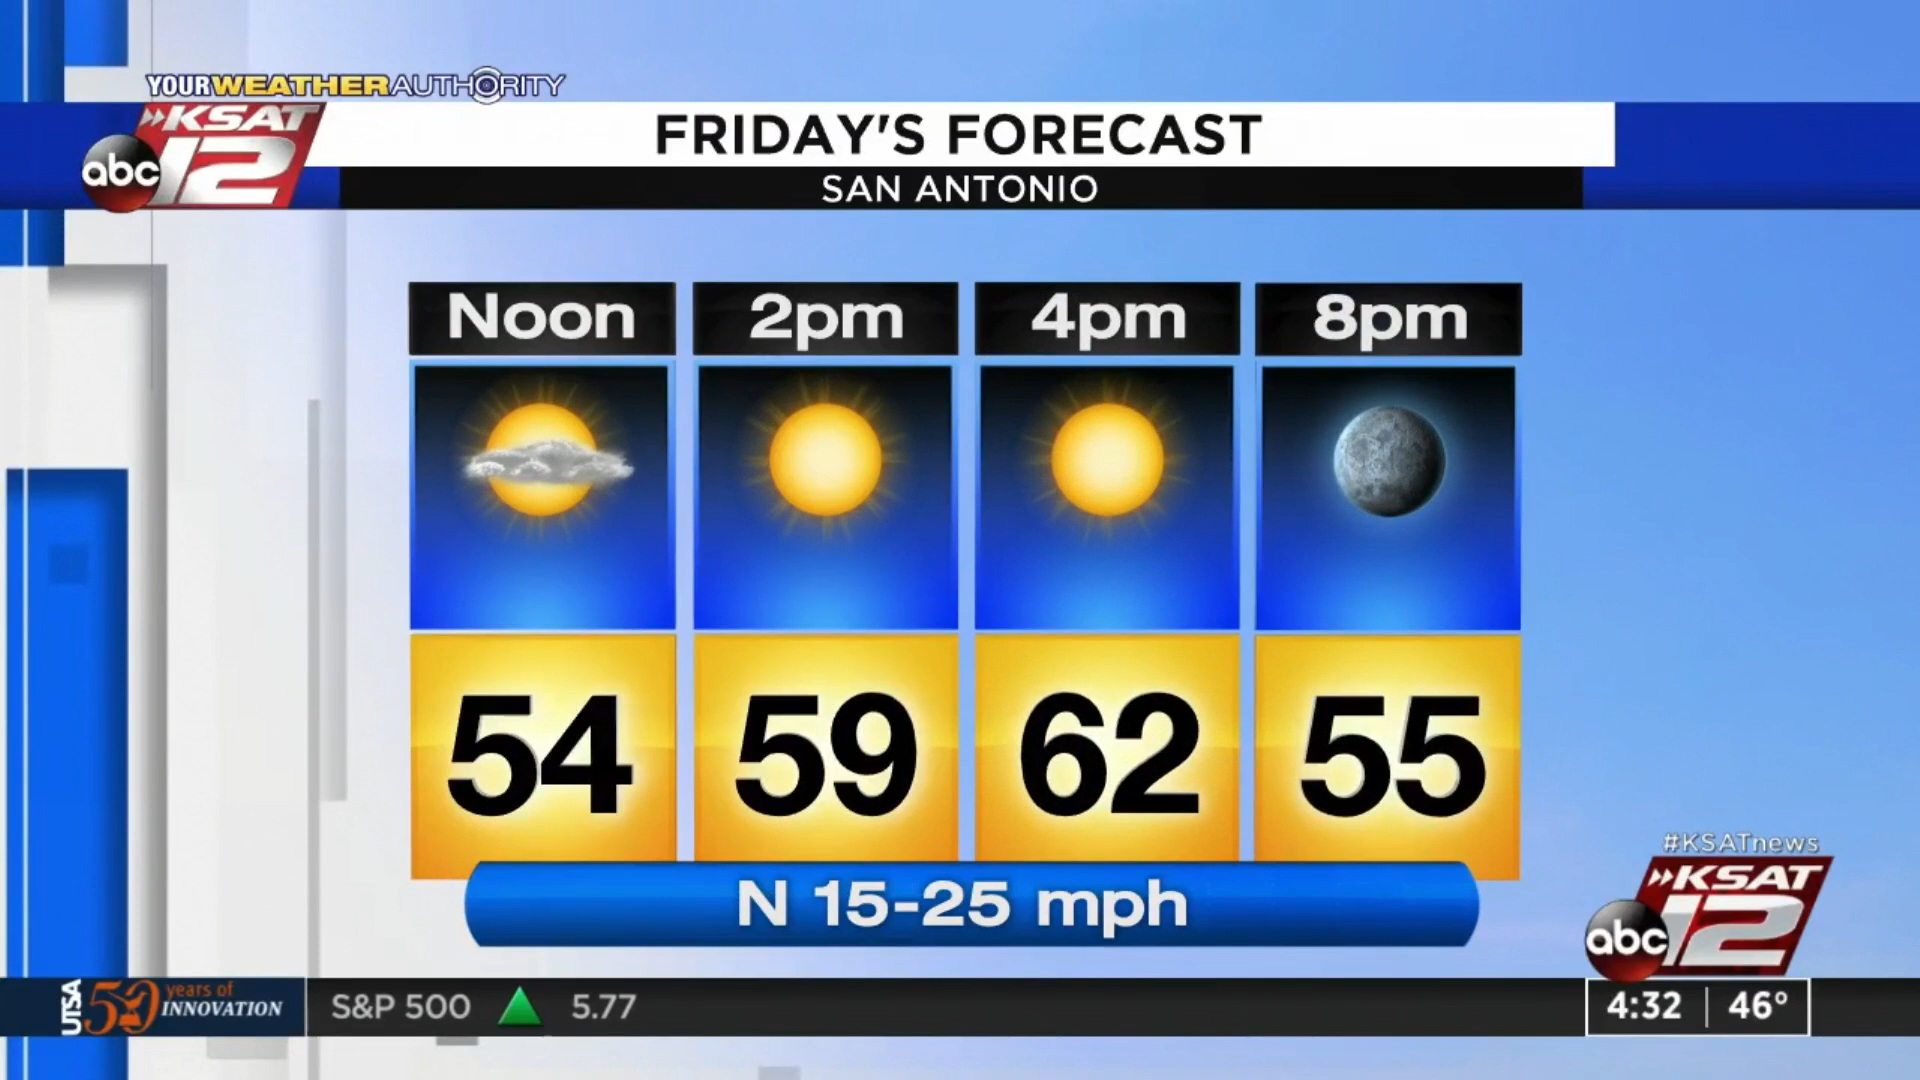 YOURWEATHERAUTHORITY
KSAT
abc 12
FRIDAY'S FORECAST
SAN ANTONIO
Noon 2pm 4pm 8pm
54 59 62 55
N 15-25 mph
#KSATnews
KSAT
abc 12
UTSA 50 years of INNOVATION
S&P 500 5.77
4:32 46°